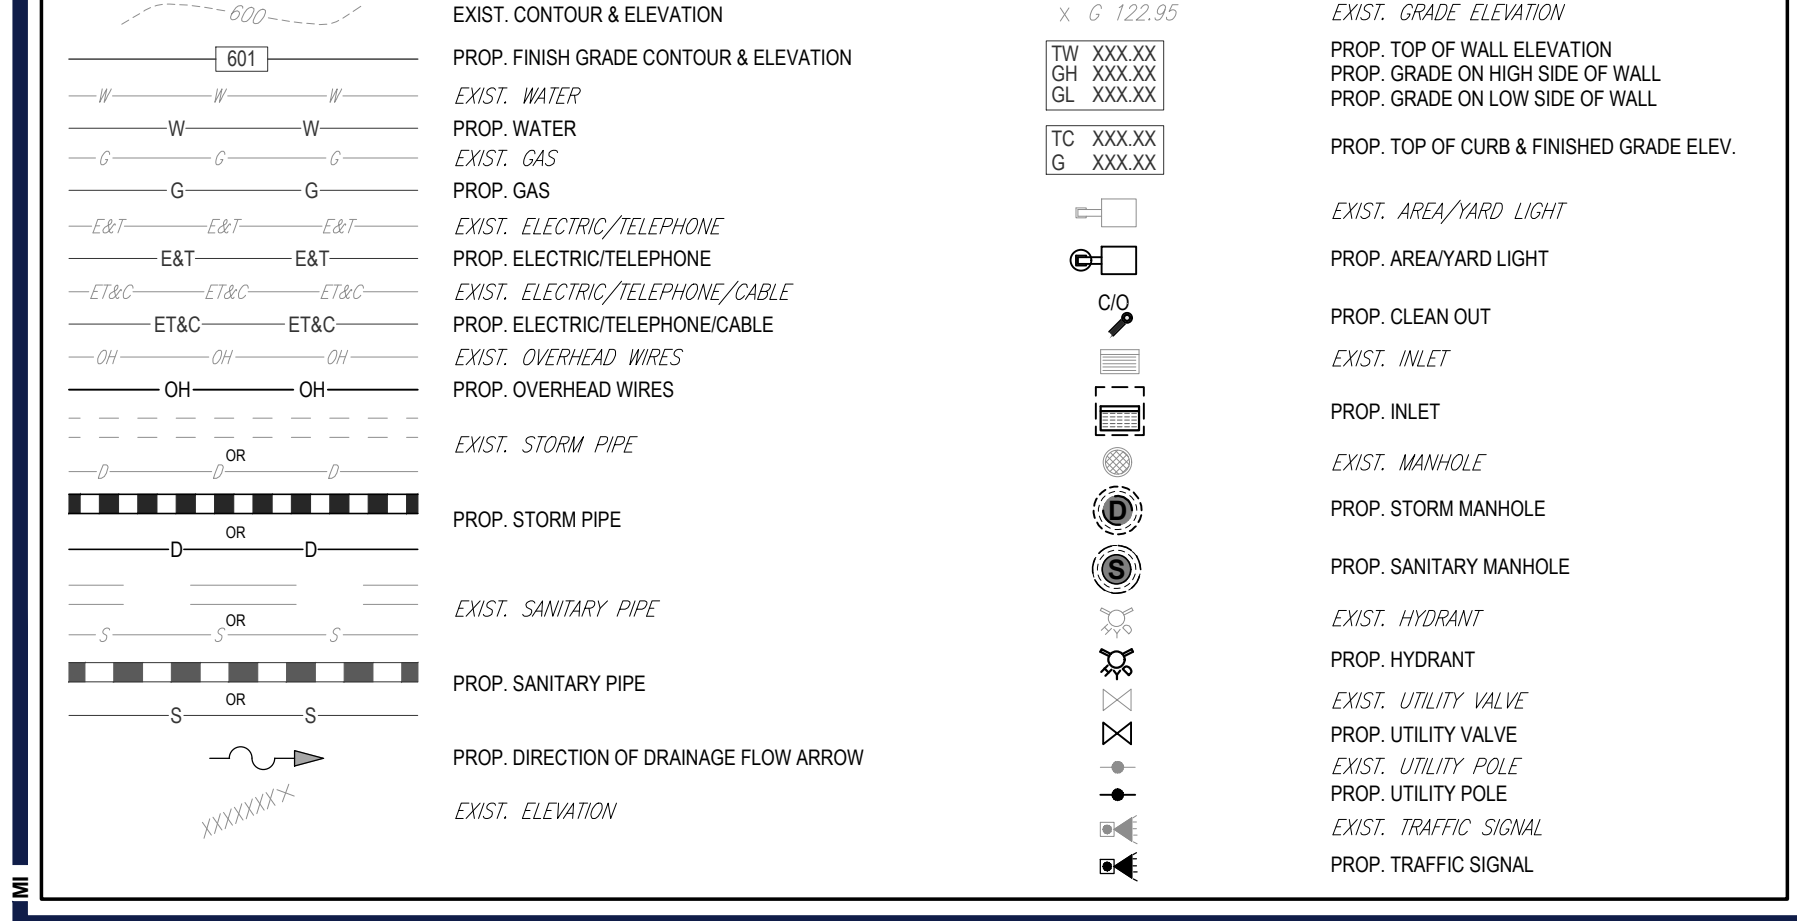 600
EXIST. CONTOUR & ELEVATION
601
PROP. FINISH GRADE CONTOUR & ELEVATION
W W W
EXIST. WATER
W W
PROP. WATER
G G G
EXIST. GAS
G G
PROP. GAS
E&T E&T E&T
EXIST. ELECTRIC/TELEPHONE
E&T E&T
PROP. ELECTRIC/TELEPHONE
ET&C ET&C ET&C
EXIST. ELECTRIC/TELEPHONE/CABLE
ET&C ET&C
PROP. ELECTRIC/TELEPHONE/CABLE
OH OH OH
EXIST. OVERHEAD WIRES
OH OH
PROP. OVERHEAD WIRES
OR
D D D
EXIST. STORM PIPE
OR
D D
PROP. STORM PIPE
OR
S S S
EXIST. SANITARY PIPE
OR
S S
PROP. SANITARY PIPE
PROP. DIRECTION OF DRAINAGE FLOW ARROW
XXXXXXX
EXIST. ELEVATION
X G 122.95
EXIST. GRADE ELEVATION
TW XXX.XX
GH XXX.XX
GL XXX.XX
PROP. TOP OF WALL ELEVATION
PROP. GRADE ON HIGH SIDE OF WALL
PROP. GRADE ON LOW SIDE OF WALL
TC XXX.XX
G XXX.XX
PROP. TOP OF CURB & FINISHED GRADE ELEV.
EXIST. AREA/YARD LIGHT
PROP. AREA/YARD LIGHT
C/O
PROP. CLEAN OUT
EXIST. INLET
PROP. INLET
EXIST. MANHOLE
D
PROP. STORM MANHOLE
S
PROP. SANITARY MANHOLE
HYD
EXIST. HYDRANT
HYD
PROP. HYDRANT
EXIST. UTILITY VALVE
PROP. UTILITY VALVE
EXIST. UTILITY POLE
PROP. UTILITY POLE
EXIST. TRAFFIC SIGNAL
PROP. TRAFFIC SIGNAL
MI